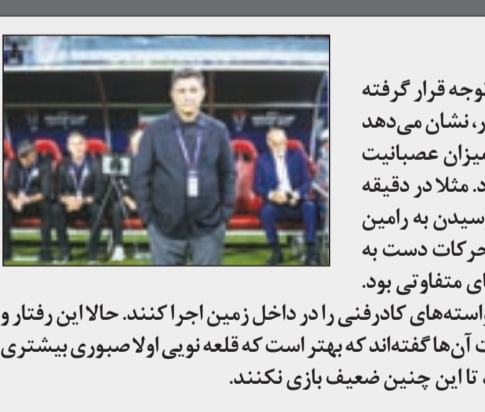 توجه قرار گرفته
ر، نشان می‌دهد
میزان عصبانیت
د. مثلا در دقیقه
رسیدن به رامین
حرکات دست به
ای متفاوتی بود.
واسته‌های کادرفنی را در داخل زمین اجرا کنند. حالا این رفتار و
ت آن‌ها گفته‌اند که بهتر است که قلعه‌نویی اولا صبوری بیشتری
، تا این چنین ضعیف بازی نکنند.